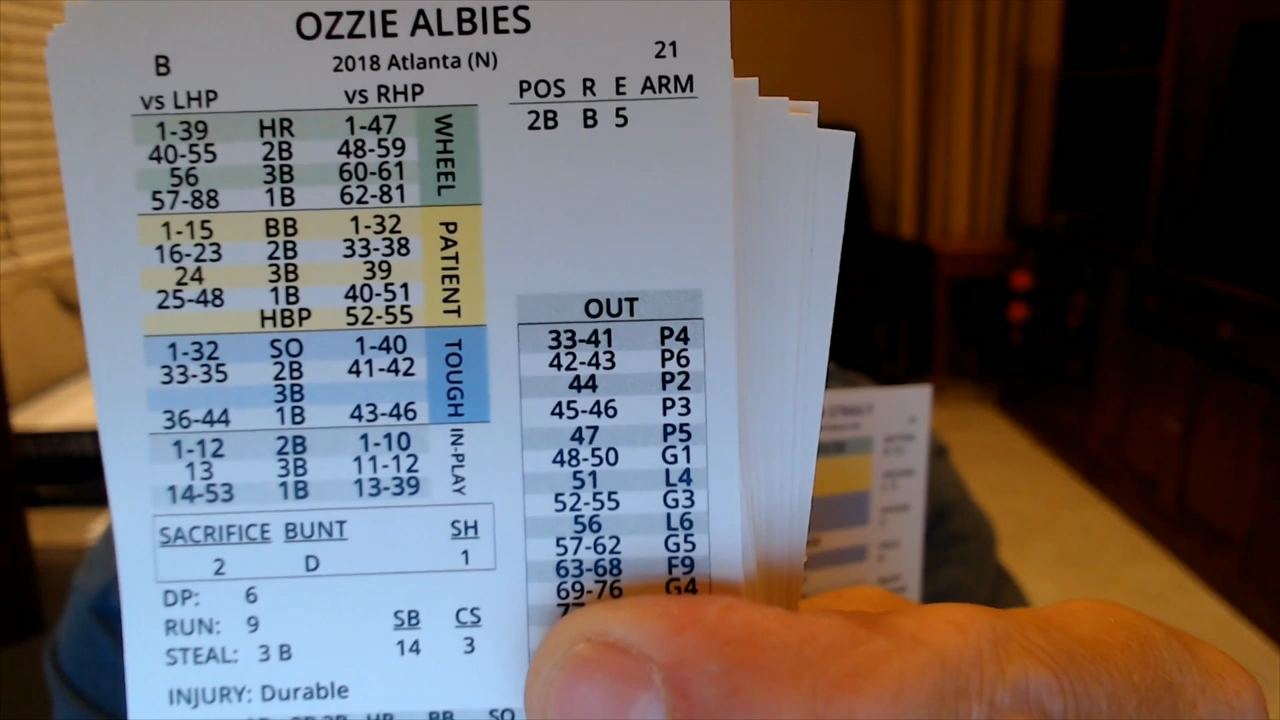 OZZIE ALBIES
B 2018 Atlanta (N) 21
vs LHP vs RHP
1-39 HR 1-47
40-55 2B 48-59
56 3B 60-61
57-88 1B 62-81
WHEEL
1-15 BB 1-32
16-23 2B 33-38
24 3B 39
25-48 1B 40-51
HBP 52-55
PATIENT
1-32 SO 1-40
33-35 2B 41-42
3B
36-44 1B 43-46
TOUGH
1-12 2B 1-10
13 3B 11-12
14-53 1B 13-39
IN-PLAY
SACRIFICE BUNT SH
2 D 1
DP: 6
RUN: 9 SB CS
STEAL: 3 B 14 3
INJURY: Durable
HR BB SO
POS R E ARM
2B B 5
OUT
33-41 P4
42-43 P6
44 P2
45-46 P3
47 P5
48-50 G1
51 L4
52-55 G3
56 L6
57-62 G5
63-68 F9
69-76 G4